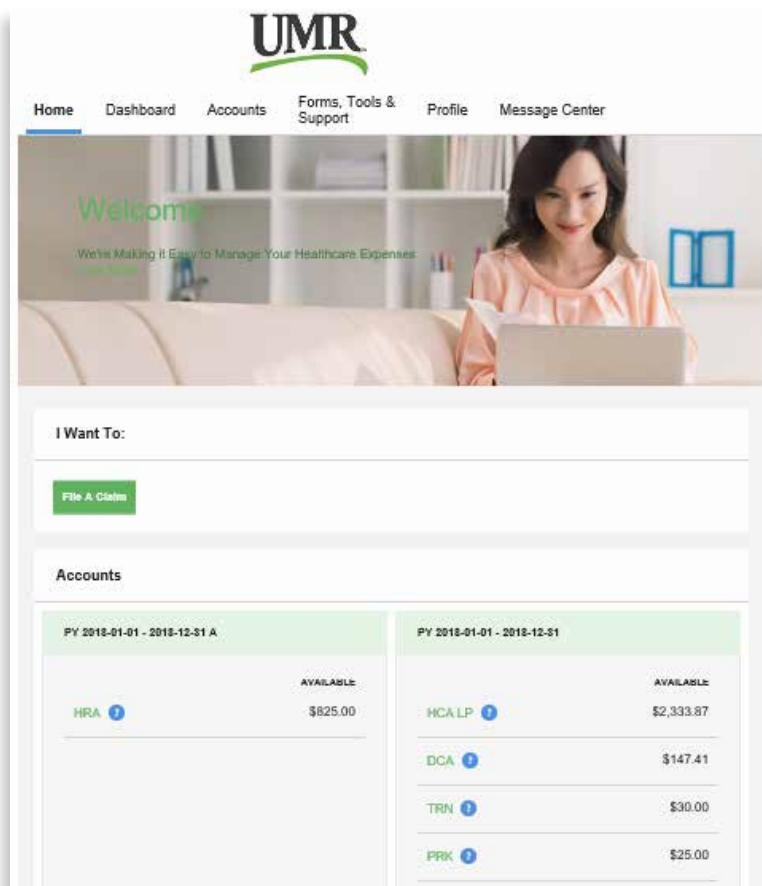 UMR
Home Dashboard Accounts Forms, Tools & Support Profile Message Center
Welcome
We're Making it Easy to Manage Your Healthcare Expenses
I Want To:
File A Claim
Accounts
PY 2018-01-01 - 2018-12-31 A
AVAILABLE
HRA ? $825.00
PY 2018-01-01 - 2018-12-31
AVAILABLE
HCA LP ? $2,333.87
DCA ? $147.41
TRN ? $30.00
PRK ? $25.00